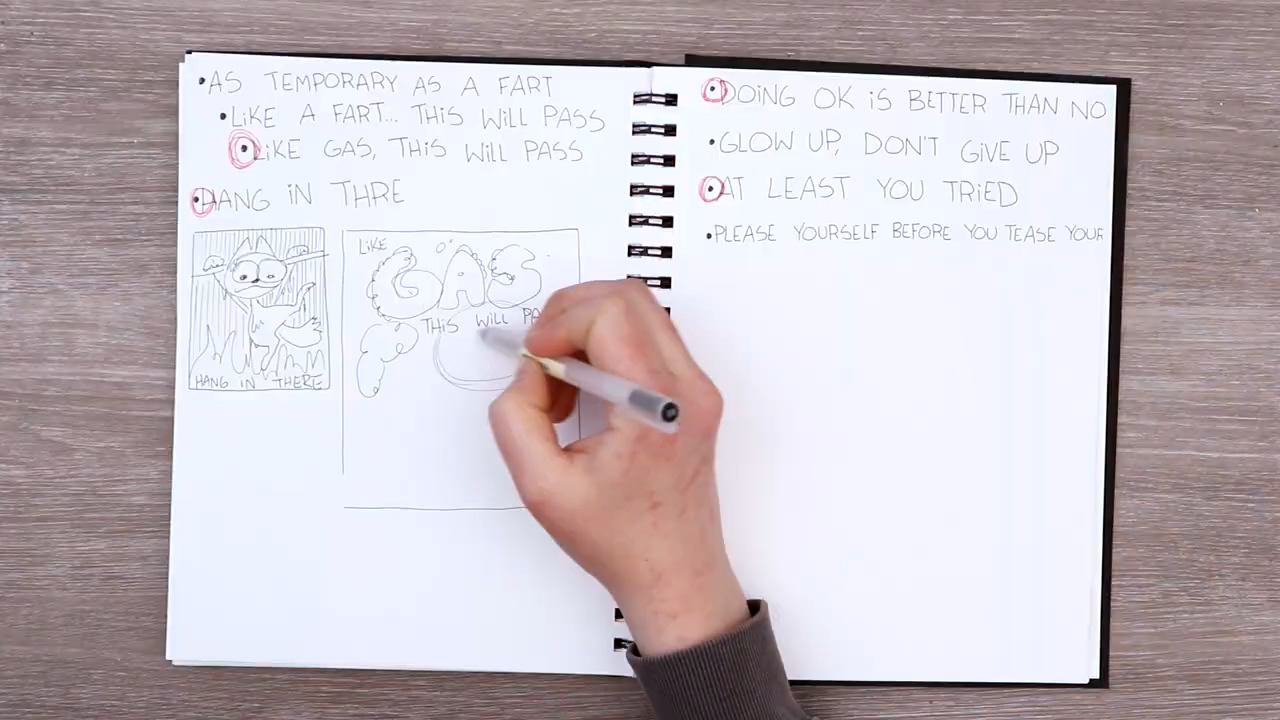 AS TEMPORARY AS A FART
LIKE A FART... THIS WILL PASS
LIKE GAS, THIS WILL PASS
HANG IN THRE
HANG IN THERE
LIKE
GAS
THIS WILL PA
DOING OK IS BETTER THAN NO
GLOW UP, DON'T GIVE UP
AT LEAST YOU TRIED
PLEASE YOURSELF BEFORE YOU TEASE YOUR